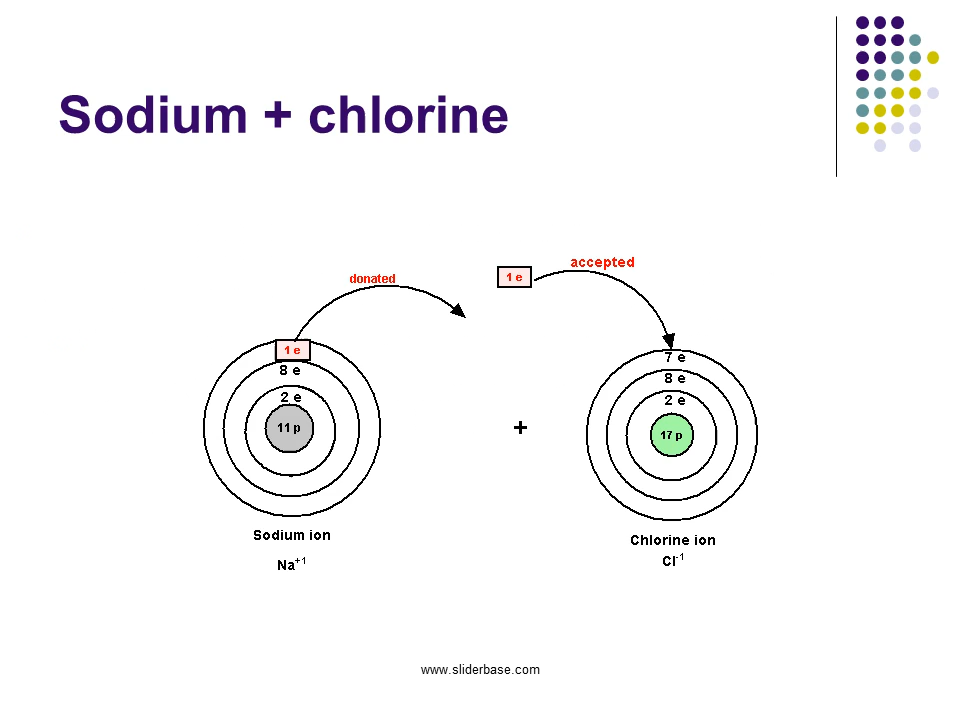 Sodium + chlorine
donated
1 e
accepted
1 e
8 e
2 e
11 p
+
7 e
8 e
2 e
17 p
Sodium ion
Na+1
Chlorine ion
Cl-1
www.sliderbase.com